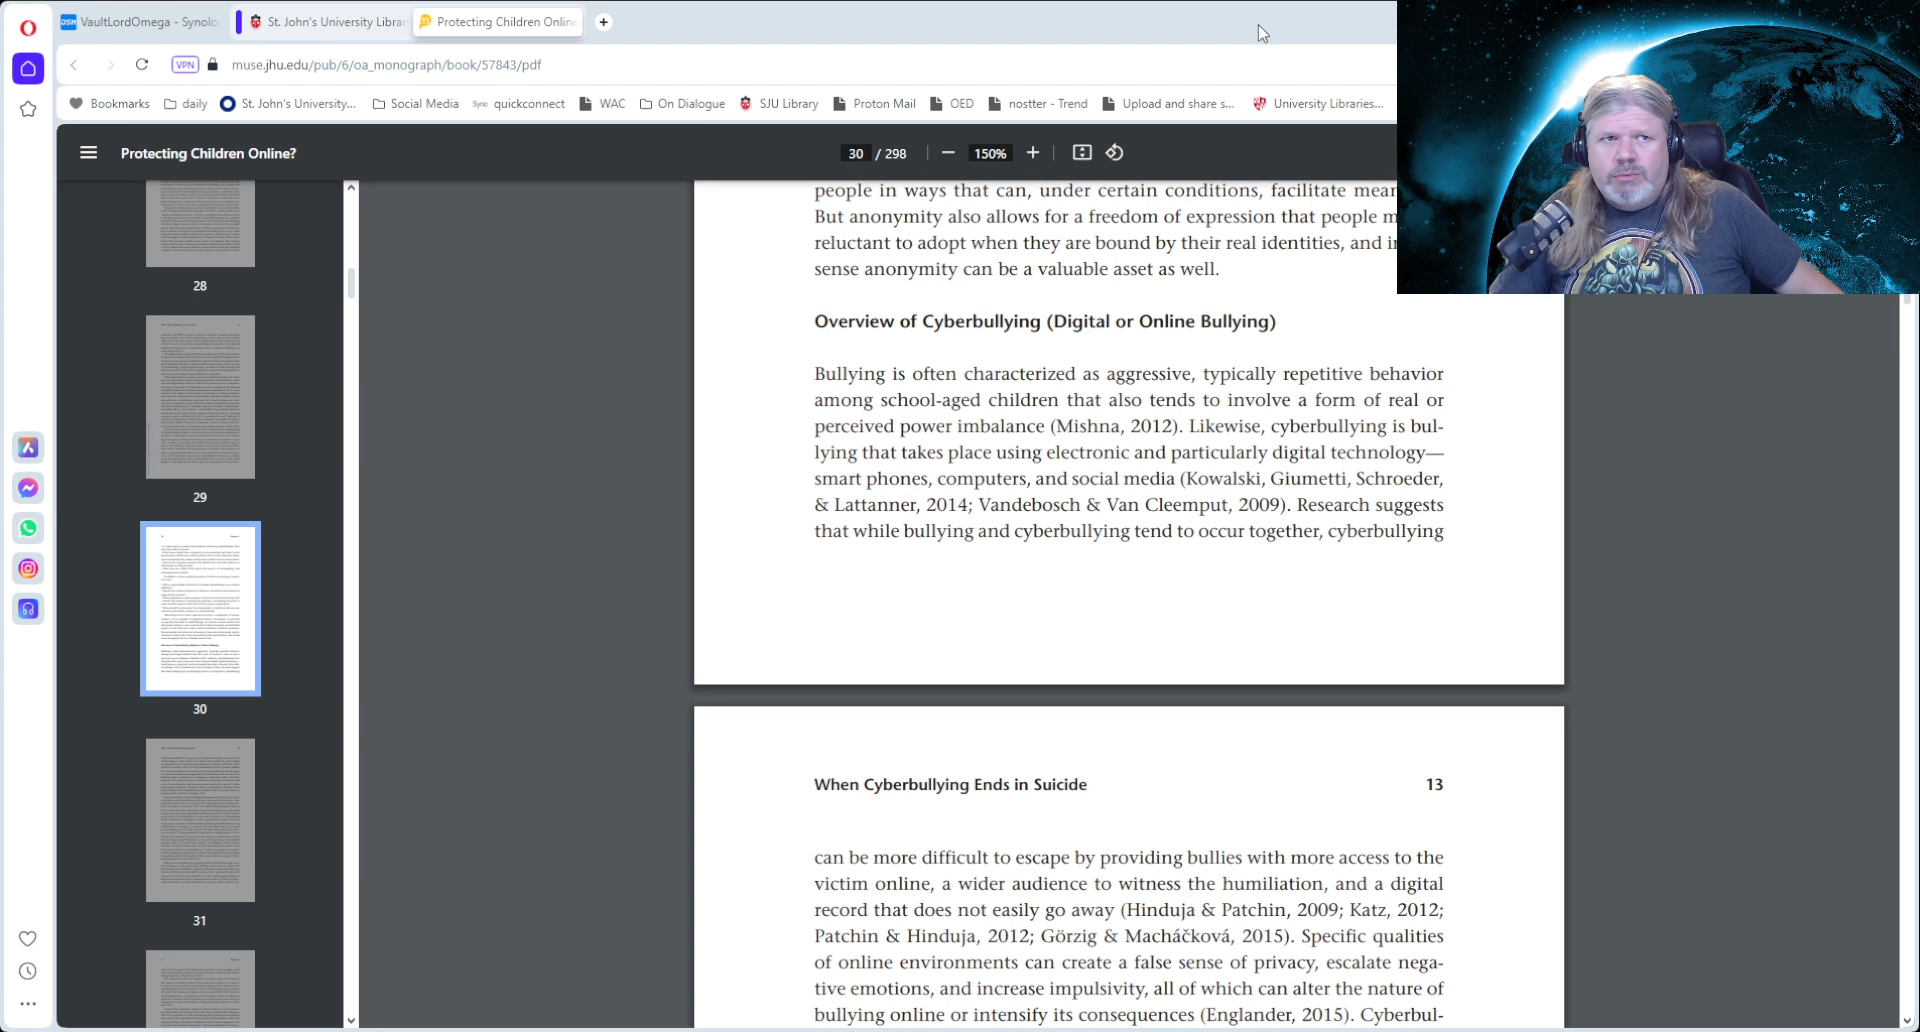 VaultLordOmega - Synolo
St. John's University Librar
Protecting Children Online
VPN
muse.jhu.edu/pub/6/oa_monograph/book/57843/pdf
Bookmarks
daily
St. John's University...
Social Media
quickconnect
WAC
On Dialogue
SJU Library
Proton Mail
OED
nostter - Trend
Upload and share s...
University Libraries...
Protecting Children Online?
30 / 298
150%
28
29
30
31
people in ways that can, under certain conditions, facilitate mean
But anonymity also allows for a freedom of expression that people m
reluctant to adopt when they are bound by their real identities, and in
sense anonymity can be a valuable asset as well.
Overview of Cyberbullying (Digital or Online Bullying)
Bullying is often characterized as aggressive, typically repetitive behavior
among school-aged children that also tends to involve a form of real or
perceived power imbalance (Mishna, 2012). Likewise, cyberbullying is bul-
lying that takes place using electronic and particularly digital technology—
smart phones, computers, and social media (Kowalski, Giumetti, Schroeder,
& Lattanner, 2014; Vandebosch & Van Cleemput, 2009). Research suggests
that while bullying and cyberbullying tend to occur together, cyberbullying
When Cyberbullying Ends in Suicide 13
can be more difficult to escape by providing bullies with more access to the
victim online, a wider audience to witness the humiliation, and a digital
record that does not easily go away (Hinduja & Patchin, 2009; Katz, 2012;
Patchin & Hinduja, 2012; Görzig & Macháčková, 2015). Specific qualities
of online environments can create a false sense of privacy, escalate nega-
tive emotions, and increase impulsivity, all of which can alter the nature of
bullying online or intensify its consequences (Englander, 2015). Cyberbul-